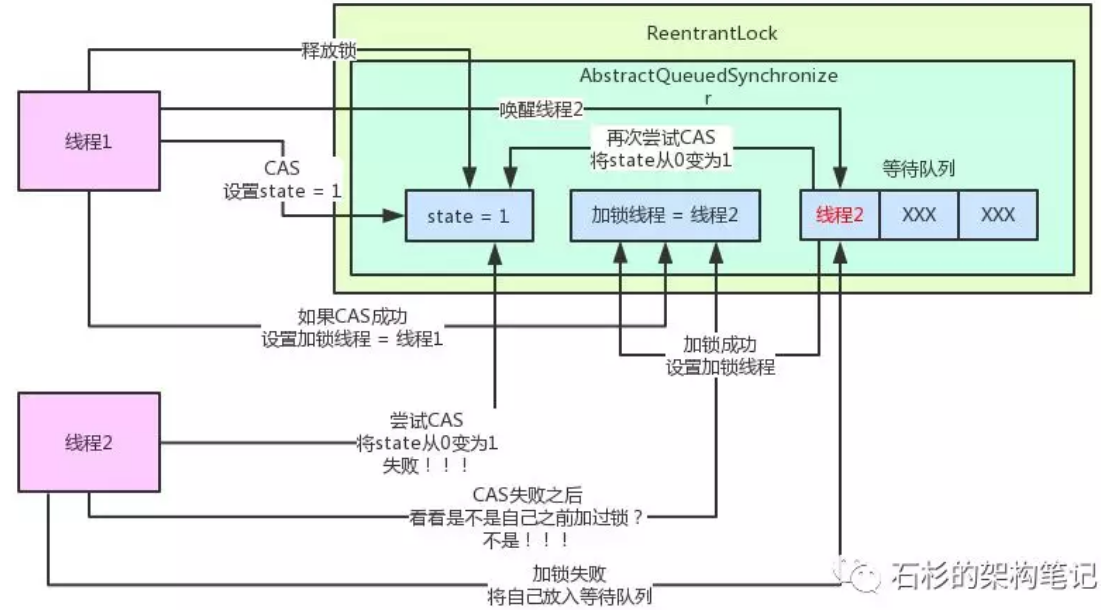 ReentrantLock
释放锁
AbstractQueuedSynchronize
r
唤醒线程2
线程1
再次尝试CAS
将state从0变为1
CAS
设置state = 1
等待队列
state = 1
加锁线程 = 线程2
线程2
XXX
XXX
如果CAS成功
设置加锁线程 = 线程1
加锁成功
设置加锁线程
线程2
尝试CAS
将state从0变为1
失败！！！
CAS失败之后
看看是不是自己之前加过锁？
不是！！！
加锁失败
将自己放入等待队列
石杉的架构笔记